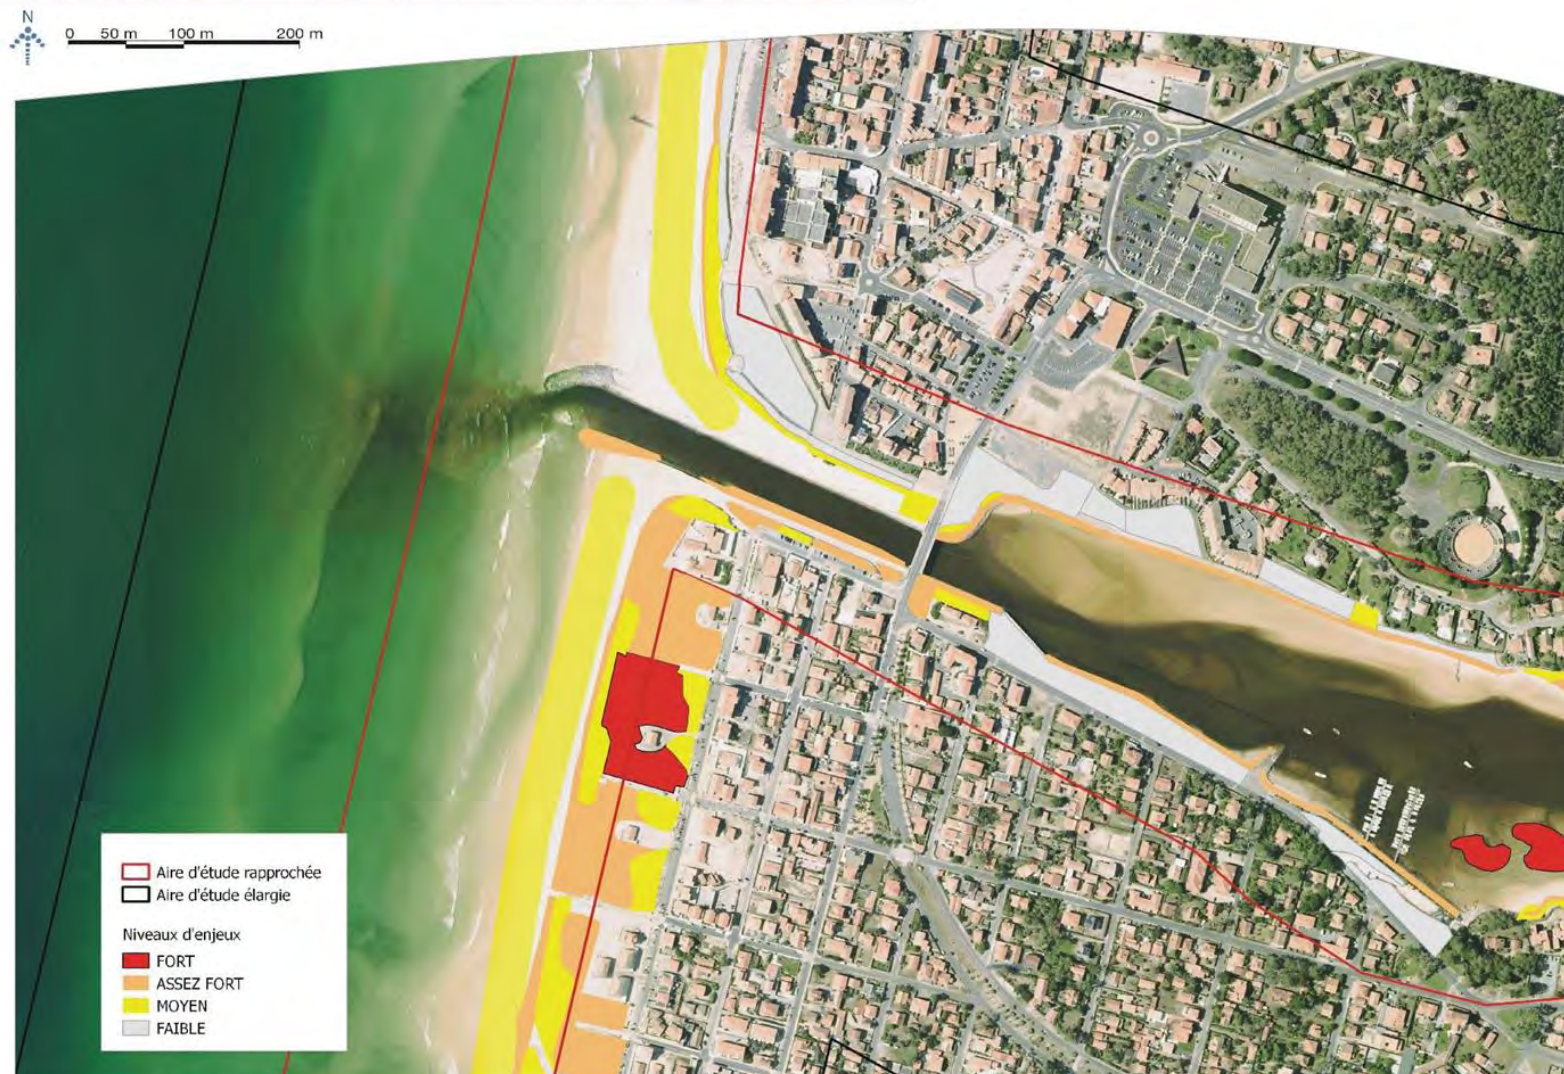 N
0 50 m 100 m 200 m
Aire d'étude rapprochée
Aire d'étude élargie
Niveaux d'enjeux
FORT
ASSEZ FORT
MOYEN
FAIBLE